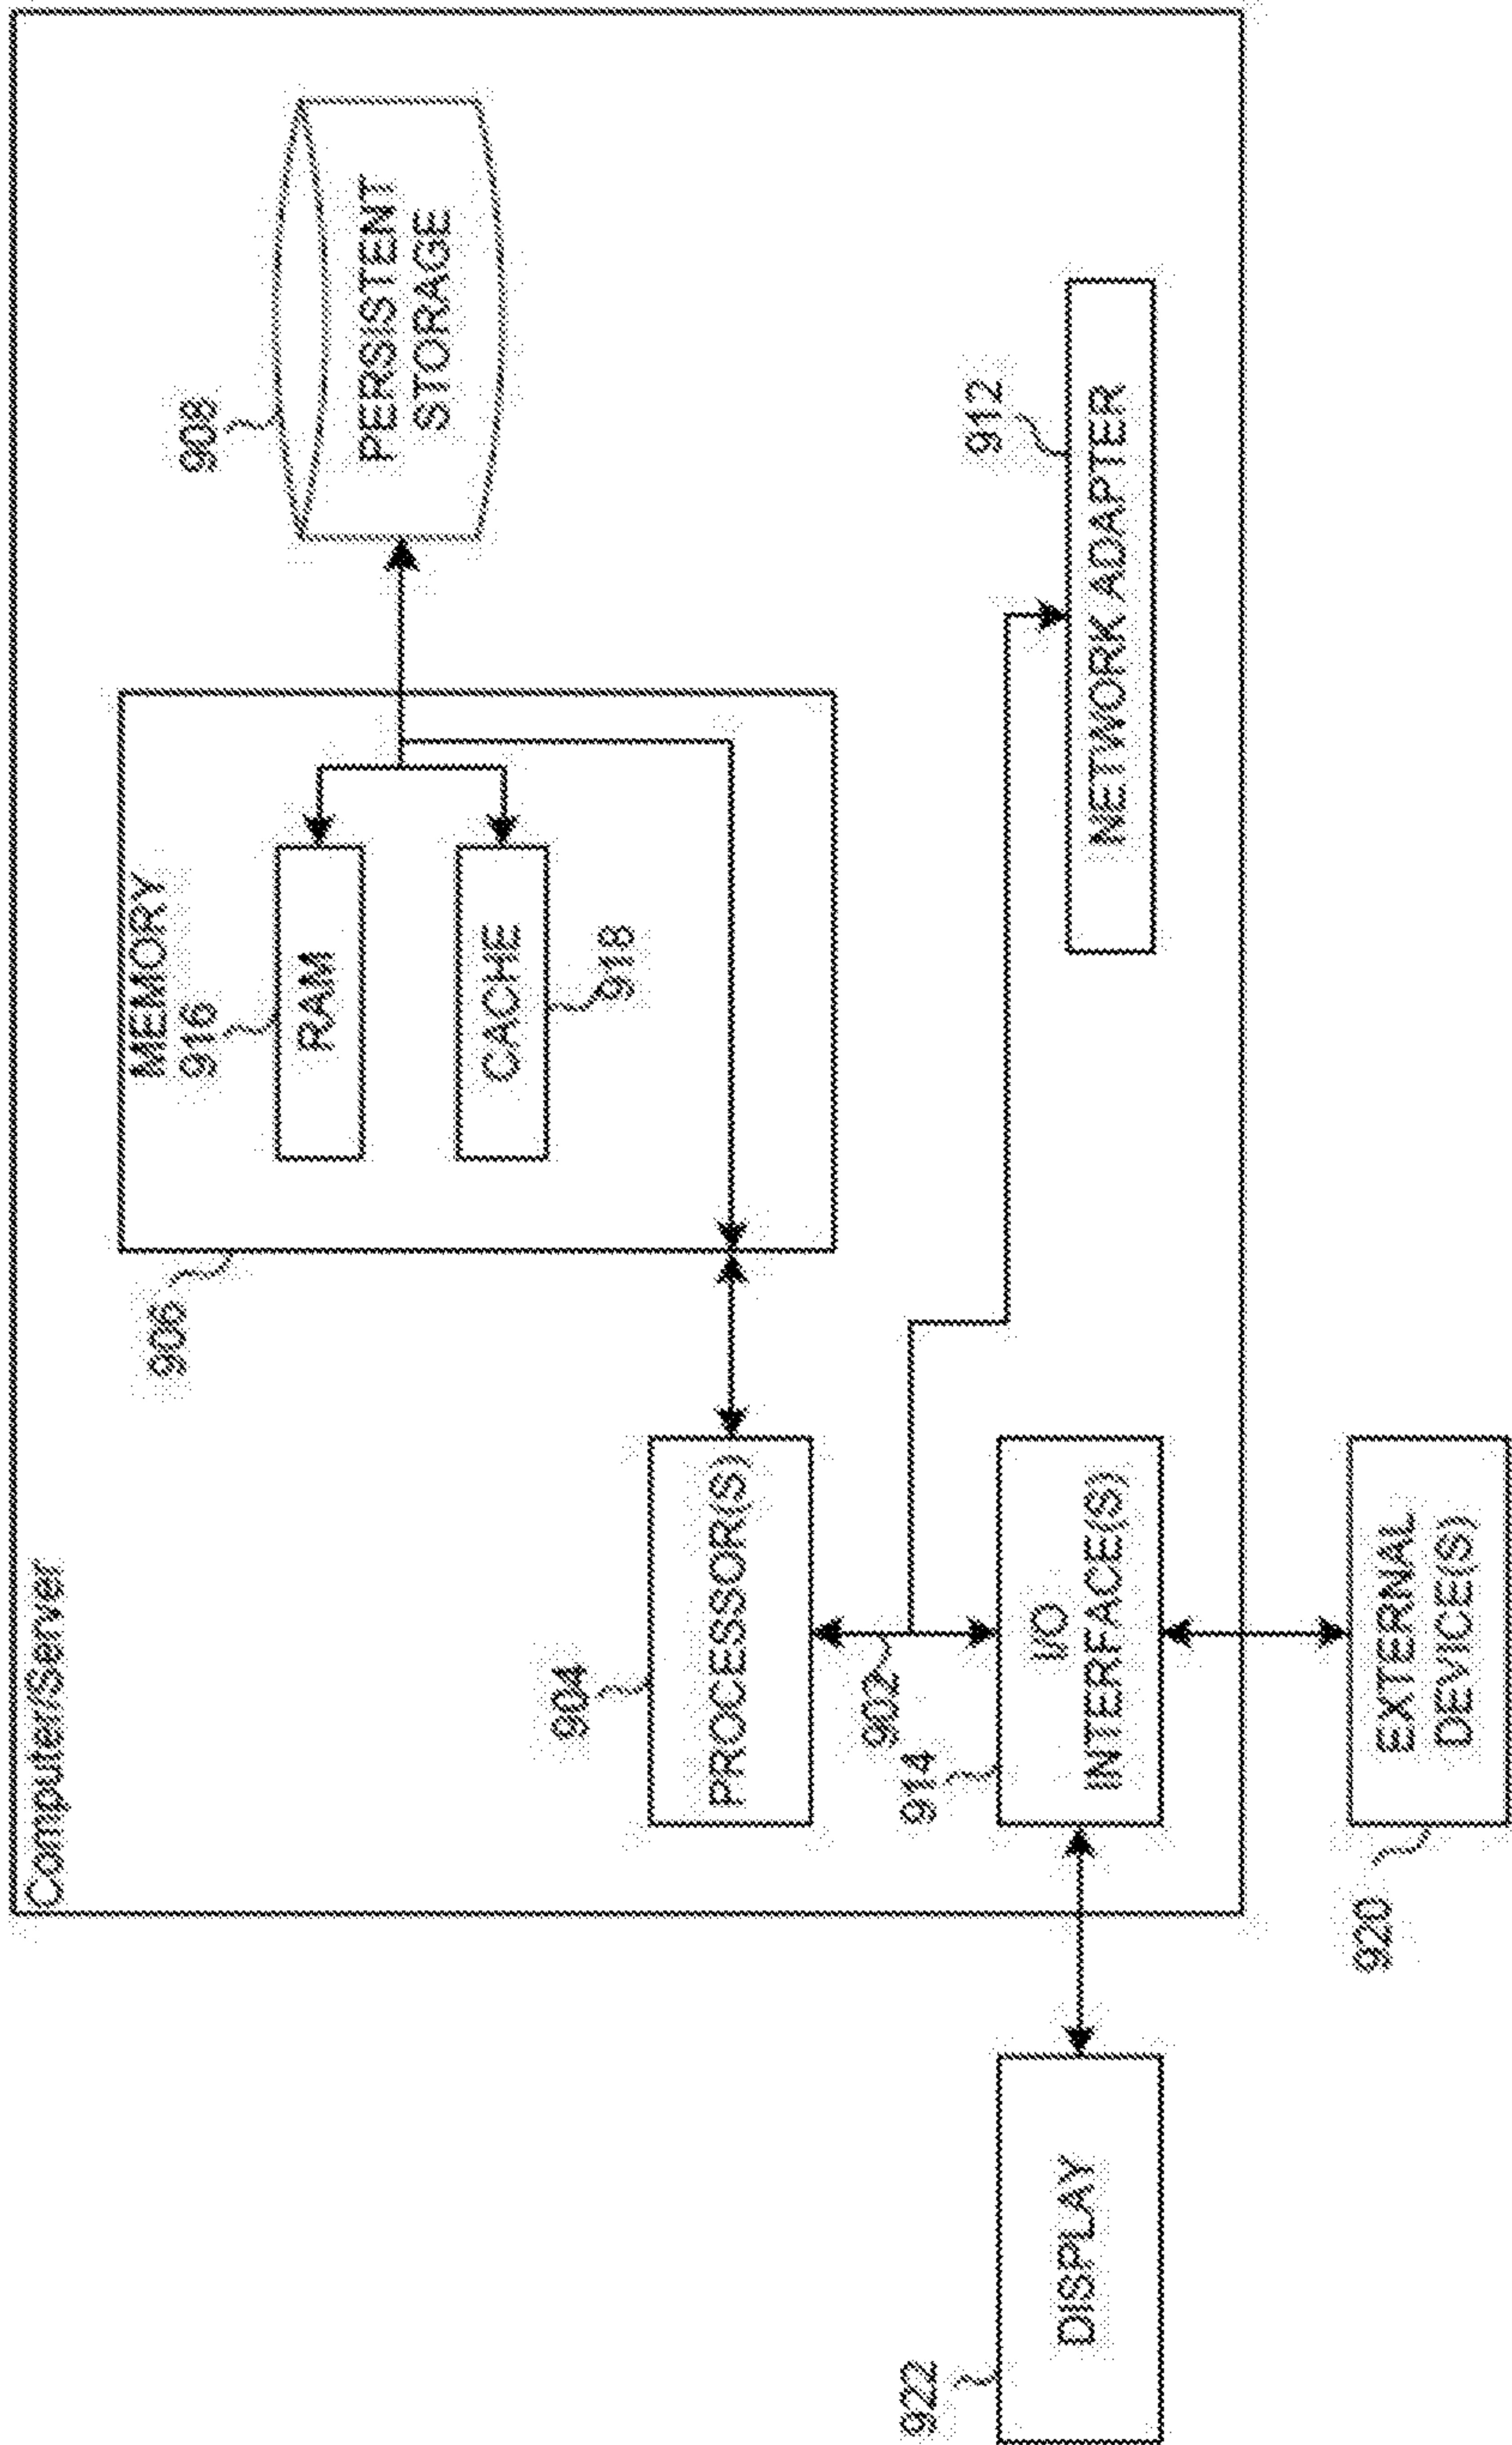 Computer/Server
906
MEMORY
916
RAM
CACHE
918
908
PERSISTENT
STORAGE
904
PROCESSOR(S)
902
914
I/O
INTERFACE(S)
912
NETWORK ADAPTER
922
DISPLAY
920
EXTERNAL
DEVICE(S)